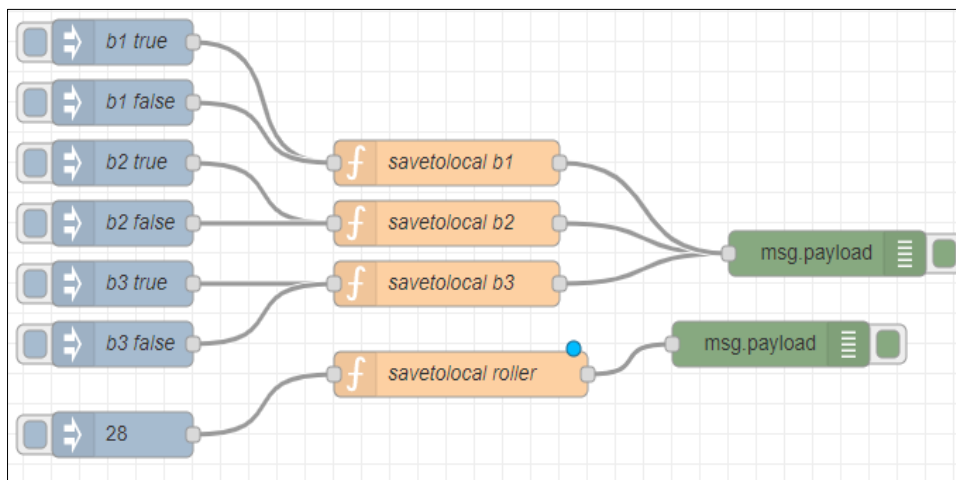 b1 true
b1 false
b2 true
savetolocal b1
b2 false
savetolocal b2
msg.payload
b3 true
savetolocal b3
b3 false
msg.payload
savetolocal roller
28